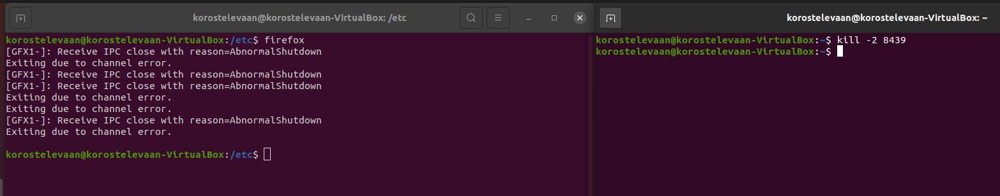 korostelevaan@korostelevaan-VirtualBox: /etc
korostelevaan@korostelevaan-VirtualBox:/etc$ firefox
[GFX1-]: Receive IPC close with reason=AbnormalShutdown
Exiting due to channel error.
[GFX1-]: Receive IPC close with reason=AbnormalShutdown
[GFX1-]: Receive IPC close with reason=AbnormalShutdown
Exiting due to channel error.
Exiting due to channel error.
[GFX1-]: Receive IPC close with reason=AbnormalShutdown
Exiting due to channel error.
korostelevaan@korostelevaan-VirtualBox:/etc$
korostelevaan@korostelevaan-VirtualBox: ~
korostelevaan@korostelevaan-VirtualBox:~$ kill -2 8439
korostelevaan@korostelevaan-VirtualBox:~$